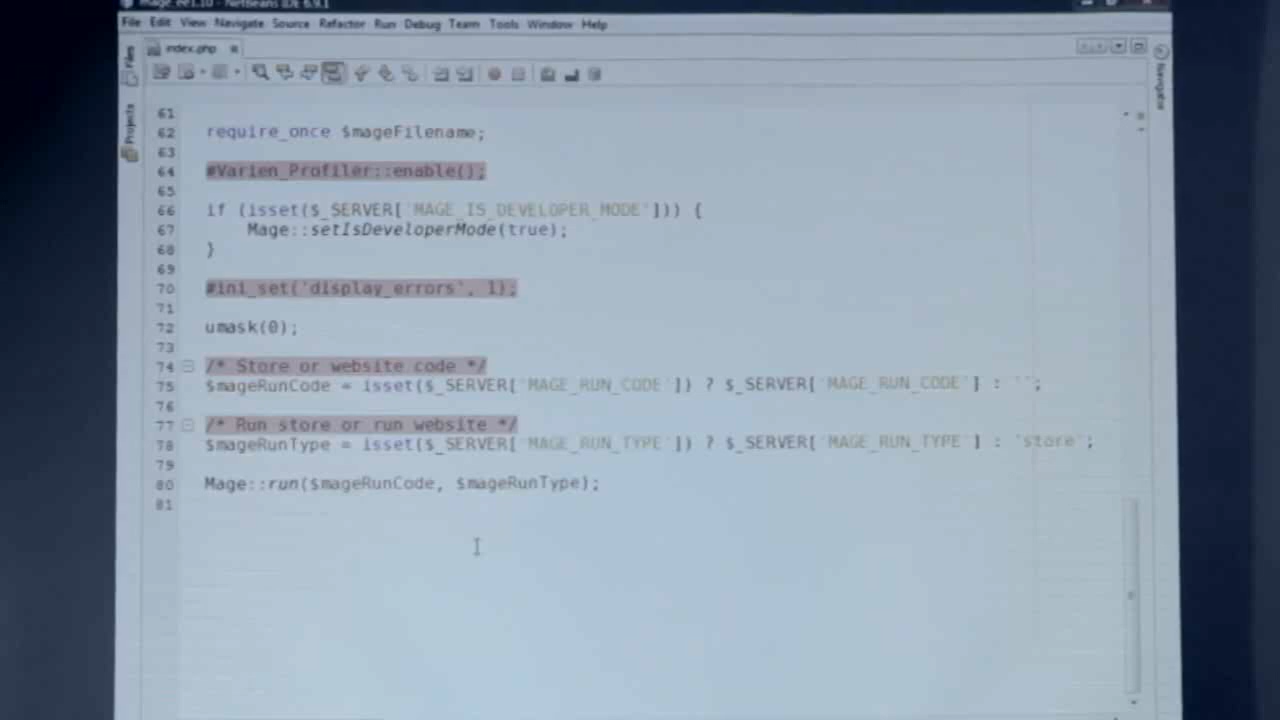 mage_ee1.10 - NetBeans IDE 6.9.1
File Edit View Navigate Source Refactor Run Debug Team Tools Window Help
index.php
Files
Projects
Navigator
61
62 require_once $mageFilename;
63
64 #Varien_Profiler::enable();
65
66 if (isset($_SERVER['MAGE_IS_DEVELOPER_MODE'])) {
67 Mage::setIsDeveloperMode(true);
68 }
69
70 #ini_set('display_errors', 1);
71
72 umask(0);
73
74 /* Store or website code */
75 $mageRunCode = isset($_SERVER['MAGE_RUN_CODE']) ? $_SERVER['MAGE_RUN_CODE'] : '';
76
77 /* Run store or run website */
78 $mageRunType = isset($_SERVER['MAGE_RUN_TYPE']) ? $_SERVER['MAGE_RUN_TYPE'] : 'store';
79
80 Mage::run($mageRunCode, $mageRunType);
81